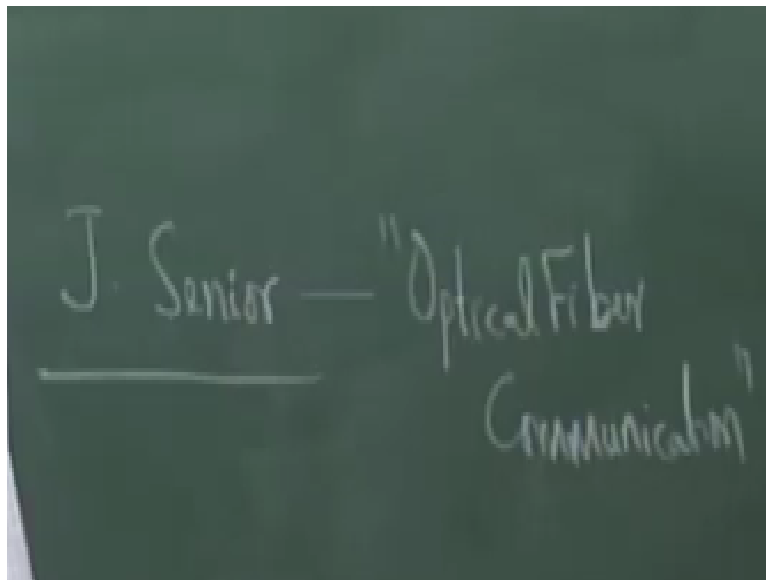 J. Senior — "Optical Fiber
Communication"